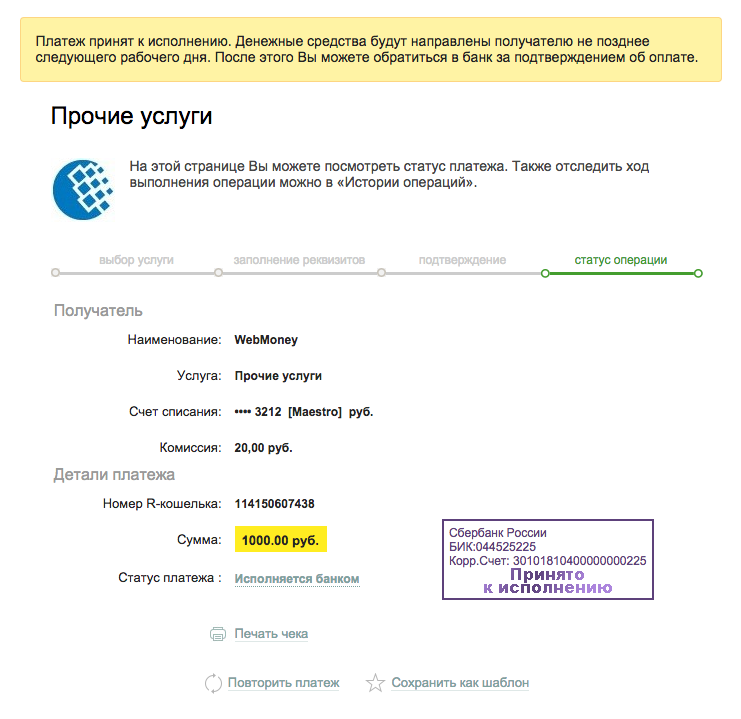 Платеж принят к исполнению. Денежные средства будут направлены получателю не позднее
следующего рабочего дня. После этого Вы можете обратиться в банк за подтверждением об оплате.
Прочие услуги
На этой странице Вы можете посмотреть статус платежа. Также отследить ход
выполнения операции можно в «Истории операций».
выбор услуги заполнение реквизитов подтверждение статус операции
Получатель
Наименование: WebMoney
Услуга: Прочие услуги
Счет списания: •••• 3212 [Maestro] руб.
Комиссия: 20,00 руб.
Детали платежа
Номер R-кошелька: 114150607438
Сумма: 1000.00 руб.
Статус платежа : Исполняется банком
Сбербанк России
БИК:044525225
Корр.Счет: 30101810400000000225
Принято
к исполнению
Печать чека
Повторить платеж Сохранить как шаблон